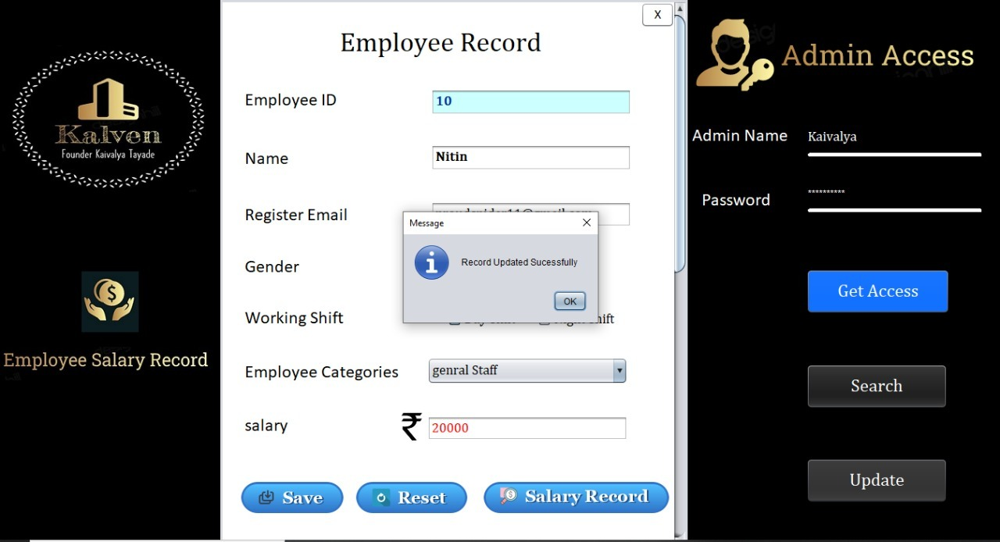 Kalven
Founder Kaivalya Tayade
Employee Salary Record
X
Employee Record
Employee ID
10
Name
Nitin
Register Email
Gender
Working Shift
Shift
Employee Categories
genral Staff
salary
₹
20000
Save
Reset
Salary Record
Message
Record Updated Sucessfully
OK
Admin Access
Admin Name
Kaivalya
Password
**********
Get Access
Search
Update